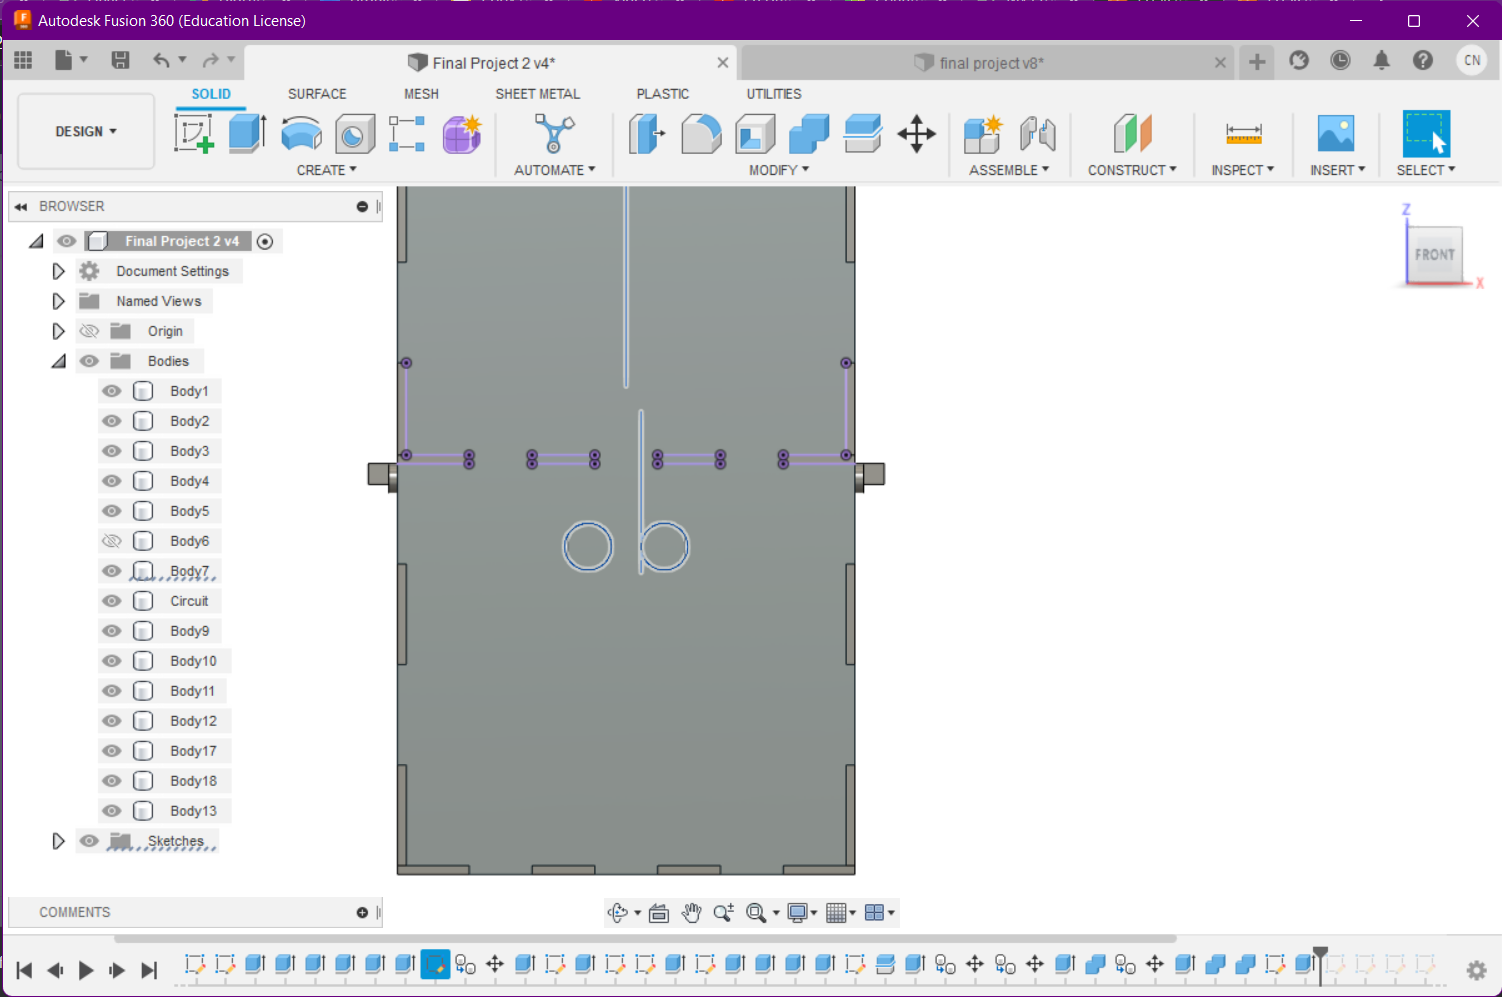 Autodesk Fusion 360 (Education License)
Final Project 2 v4*
final project v8*
CN
DESIGN
SOLID
SURFACE
MESH
SHEET METAL
PLASTIC
UTILITIES
CREATE
AUTOMATE
MODIFY
ASSEMBLE
CONSTRUCT
INSPECT
INSERT
SELECT
BROWSER
Final Project 2 v4
Document Settings
Named Views
Origin
Bodies
Body1
Body2
Body3
Body4
Body5
Body6
Body7
Circuit
Body9
Body10
Body11
Body12
Body17
Body18
Body13
Sketches
Z
FRONT
X
COMMENTS